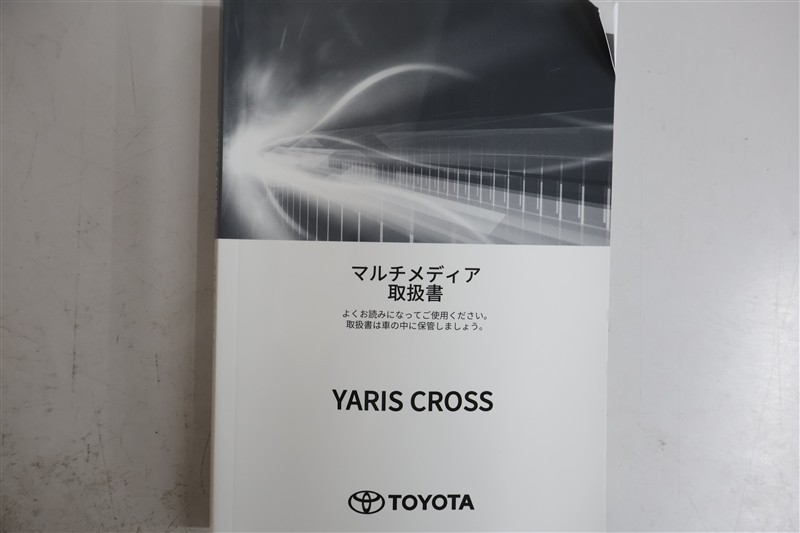 マルチメディア
取扱書
よくお読みになってご使用ください。
取扱書は車の中に保管しましょう。
YARIS CROSS
TOYOTA